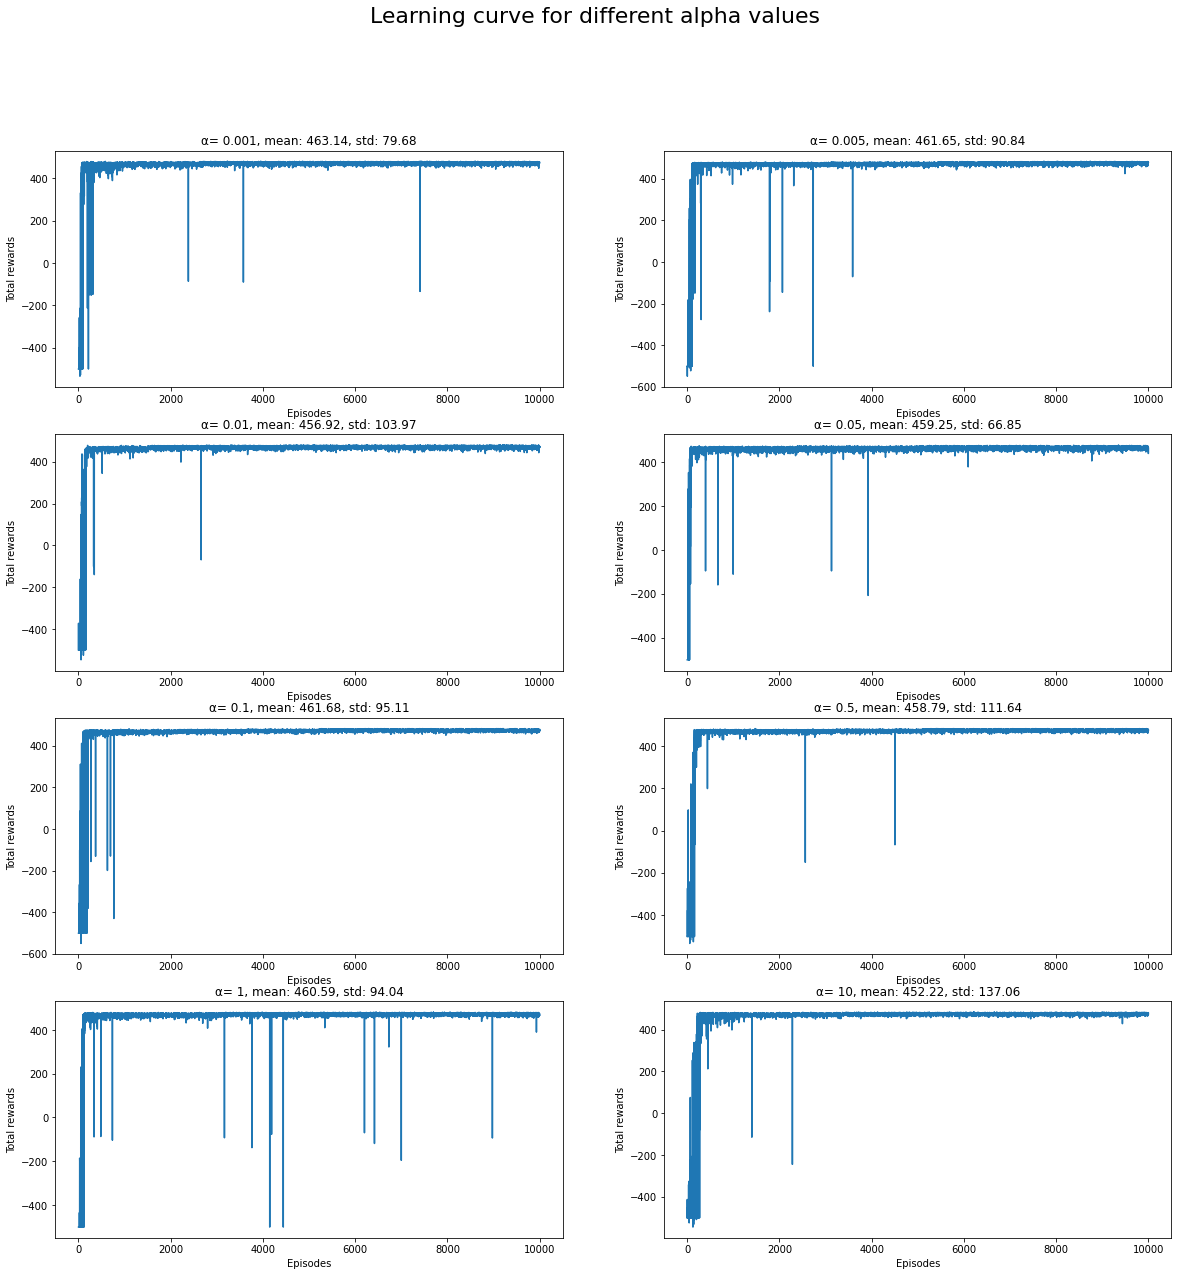 Learning curve for different alpha values
α= 0.001, mean: 463.14, std: 79.68
Total rewards
400
200
0
−200
−400
0 2000 4000 6000 8000 10000
Episodes
α= 0.005, mean: 461.65, std: 90.84
Total rewards
400
200
0
−200
−400
−600
0 2000 4000 6000 8000 10000
Episodes
α= 0.01, mean: 456.92, std: 103.97
Total rewards
400
200
0
−200
−400
0 2000 4000 6000 8000 10000
Episodes
α= 0.05, mean: 459.25, std: 66.85
Total rewards
400
200
0
−200
−400
0 2000 4000 6000 8000 10000
Episodes
α= 0.1, mean: 461.68, std: 95.11
Total rewards
400
200
0
−200
−400
−600
0 2000 4000 6000 8000 10000
Episodes
α= 0.5, mean: 458.79, std: 111.64
Total rewards
400
200
0
−200
−400
0 2000 4000 6000 8000 10000
Episodes
α= 1, mean: 460.59, std: 94.04
Total rewards
400
200
0
−200
−400
0 2000 4000 6000 8000 10000
Episodes
α= 10, mean: 452.22, std: 137.06
Total rewards
400
200
0
−200
−400
0 2000 4000 6000 8000 10000
Episodes